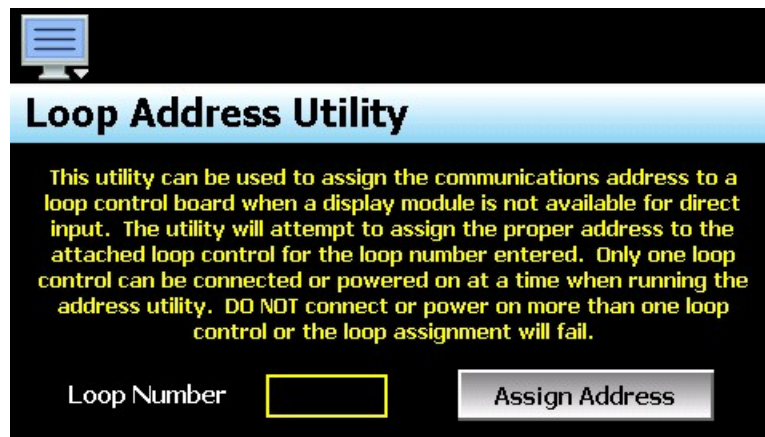 Loop Address Utility
This utility can be used to assign the communications address to a
loop control board when a display module is not available for direct
input.  The utility will attempt to assign the proper address to the
attached loop control for the loop number entered.  Only one loop
control can be connected or powered on at a time when running the
address utility.  DO NOT connect or power on more than one loop
control or the loop assignment will fail.
Loop Number
Assign Address